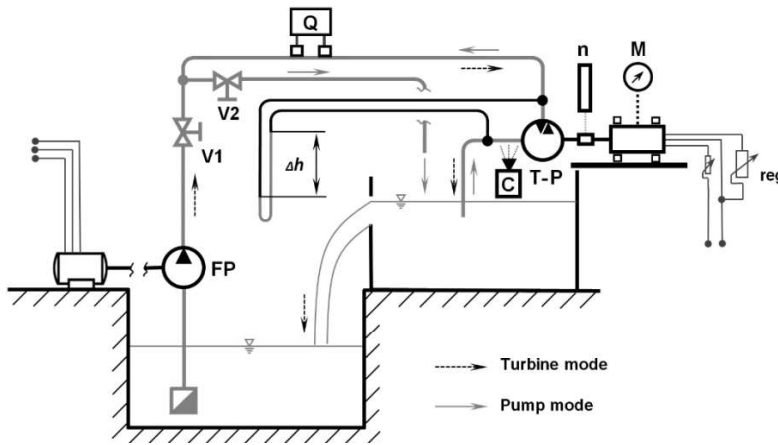 Q
n
M
V2
Δh
V1
C
T-P
reg
FP
Turbine mode
Pump mode